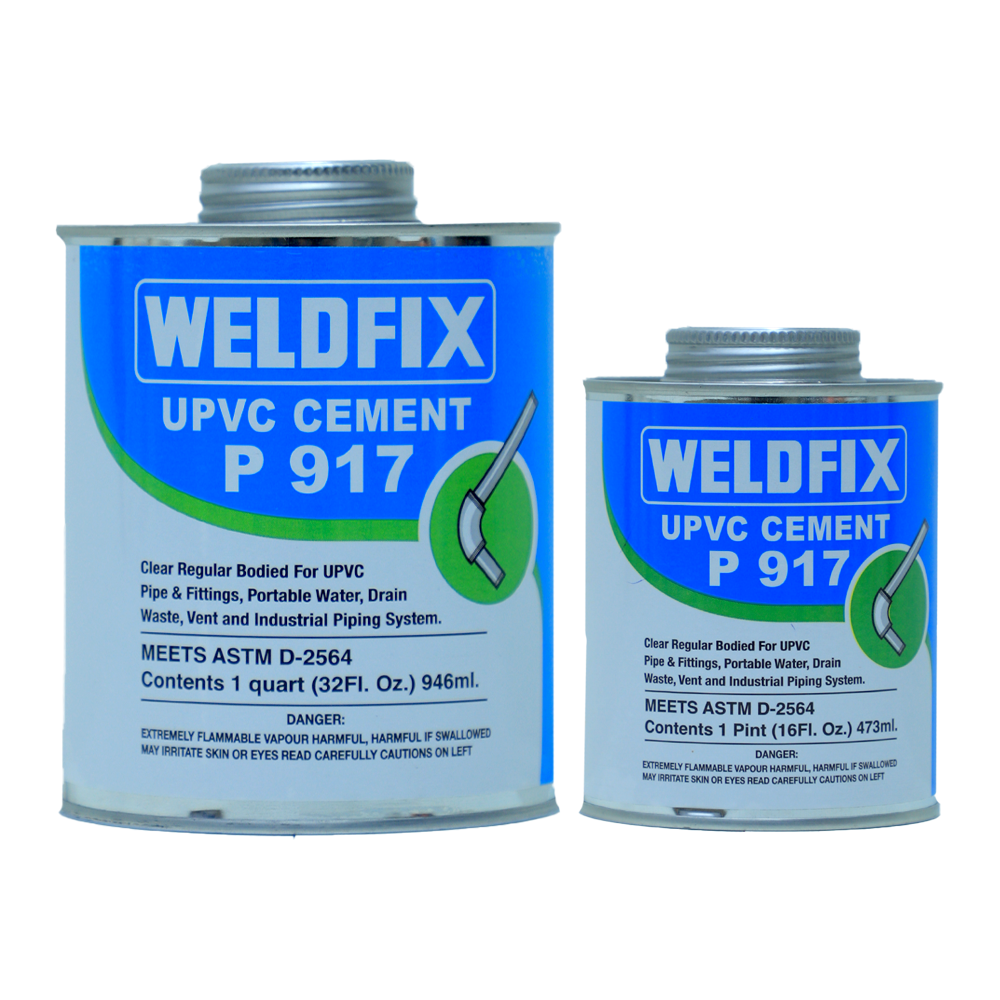 WELDFIX
UPVC CEMENT
P 917
Clear Regular Bodied For UPVC
Pipe & Fittings, Portable Water, Drain
Waste, Vent and Industrial Piping System.
MEETS ASTM D-2564
Contents 1 quart (32Fl. Oz.) 946ml.
DANGER:
EXTREMELY FLAMMABLE VAPOUR HARMFUL, HARMFUL IF SWALLOWED
MAY IRRITATE SKIN OR EYES READ CAREFULLY CAUTIONS ON LEFT
WELDFIX
UPVC CEMENT
P 917
Clear Regular Bodied For UPVC
Pipe & Fittings, Portable Water, Drain
Waste, Vent and Industrial Piping System.
MEETS ASTM D-2564
Contents 1 Pint (16Fl. Oz.) 473ml.
DANGER:
EXTREMELY FLAMMABLE VAPOUR HARMFUL, HARMFUL IF SWALLOWED
MAY IRRITATE SKIN OR EYES READ CAREFULLY CAUTIONS ON LEFT